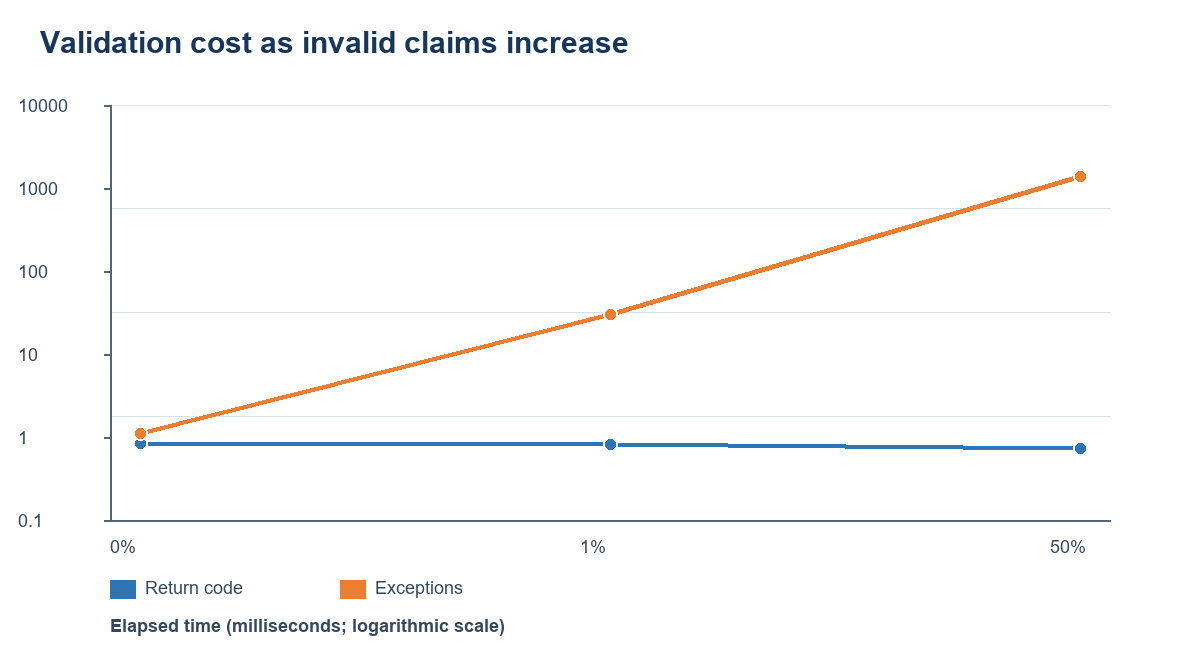 Validation cost as invalid claims increase
10000
1000
100
10
1
0.1
0% 1% 50%
Return code Exceptions
Elapsed time (milliseconds; logarithmic scale)